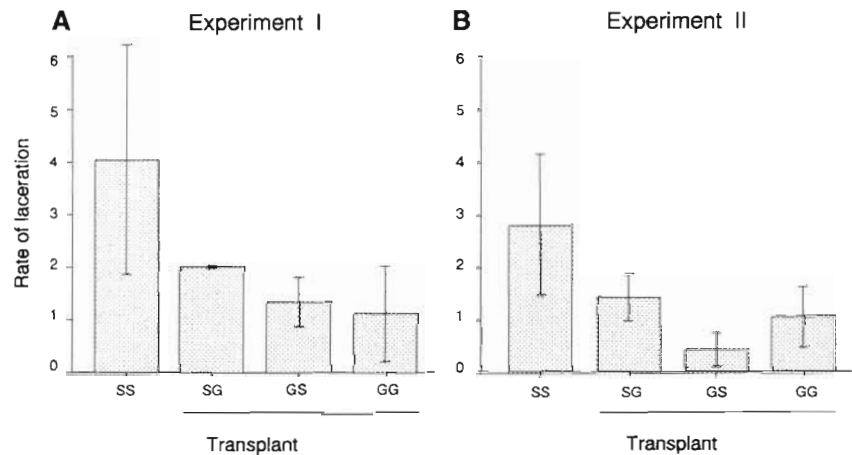 A Experiment I
B Experiment II
Rate of laceration
6
5
4
3
2
1
0
SS SG GS GG
Transplant
6
5
4
3
2
1
0
SS SG GS GG
Transplant